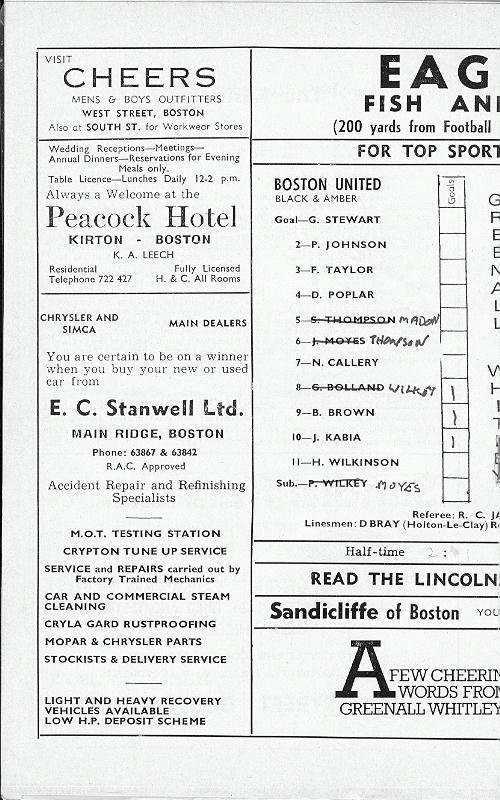 VISIT
CHEERS
MENS & BOYS OUTFITTERS
WEST STREET, BOSTON
Also at SOUTH ST. for Workwear Stores
Wedding Receptions—Meetings—
Annual Dinners—Reservations for Evening
Meals only.
Table Licence—Lunches Daily 12-2 p.m.
Always a Welcome at the
Peacock Hotel
KIRTON - BOSTON
K. A. LEECH
Residential Fully Licensed
Telephone 722 427 H. & C. All Rooms
CHRYSLER AND
SIMCA MAIN DEALERS
You are certain to be on a winner
when you buy your new or used
car from
E. C. Stanwell Ltd.
MAIN RIDGE, BOSTON
Phone: 63867 & 63842
R.A.C. Approved
Accident Repair and Refinishing
Specialists
M.O.T. TESTING STATION
CRYPTON TUNE UP SERVICE
SERVICE and REPAIRS carried out by
Factory Trained Mechanics
CAR AND COMMERCIAL STEAM
CLEANING
CRYLA GARD RUSTPROOFING
MOPAR & CHRYSLER PARTS
STOCKISTS & DELIVERY SERVICE
LIGHT AND HEAVY RECOVERY
VEHICLES AVAILABLE
LOW H.P. DEPOSIT SCHEME
EAG
FISH AN
(200 yards from Football
FOR TOP SPORT
BOSTON UNITED
BLACK & AMBER
Goals
Goal—G. STEWART
2—P. JOHNSON
3—F. TAYLOR
4—D. POPLAR
5—S. THOMPSON MADON
6—J. MOYES THOMPSON
7—N. CALLERY
8—G. BOLLAND WILKEY 1
9—B. BROWN 1
10—J. KABIA 1
11—H. WILKINSON
Sub.—P. WILKEY MOYES
Referee: R. C. JA
Linesmen: D BRAY (Holton-Le-Clay) R
Half-time 2 : 1
READ THE LINCOLN
Sandicliffe of Boston YOU
A FEW CHEERIN
WORDS FROM
GREENALL WHITLEY